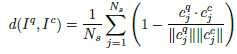 d(I^q, I^c) = \frac{1}{N_s} \sum_{j=1}^{N_s} \left( 1 - \frac{c_j^q \cdot c_j^c}{\|c_j^q\| \|c_j^c\|} \right)